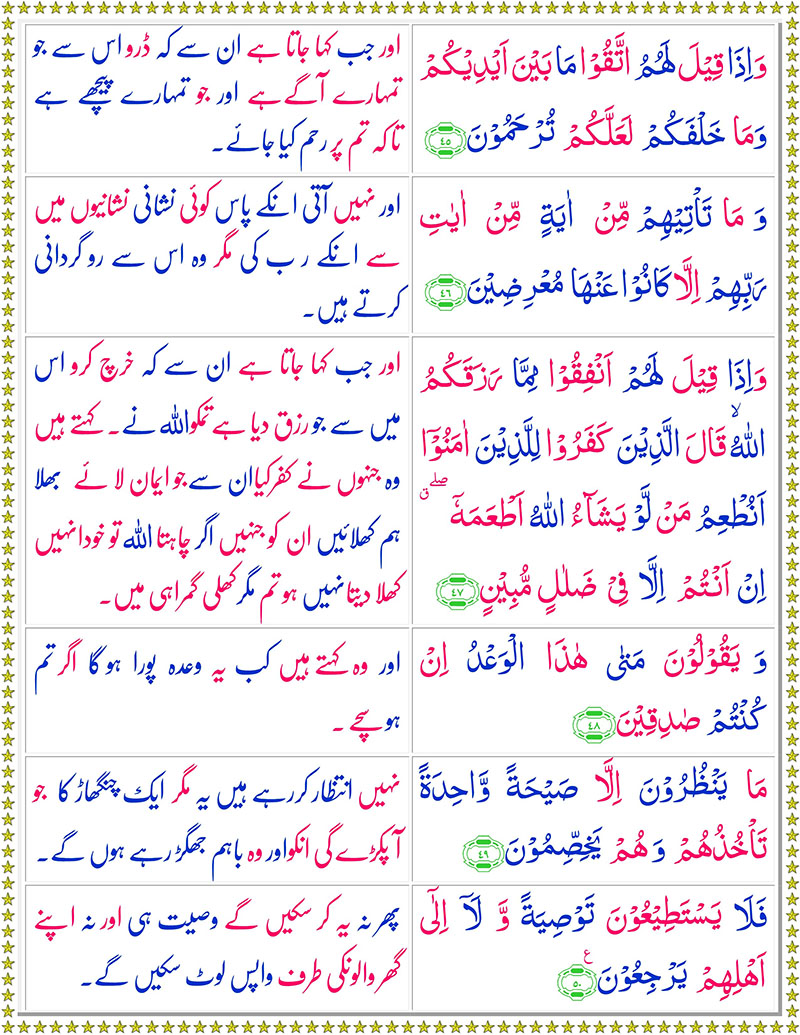 وَاِذَا قِيْلَ لَهُمُ اتَّقُوْا مَا بَيْنَ اَيْدِيْكُمْ
وَمَا خَلْفَكُمْ لَعَلَّكُمْ تُرْحَمُوْنَ ﴿٤٥﴾
اور جب کہا جاتا ہے ان سے کہ ڈرو اس سے جو
تمہارے آگے ہے اور جو تمہارے پیچھے ہے
تاکہ تم پر رحم کیا جائے۔
وَ مَا تَاْتِيْهِمْ مِّنْ اٰيَةٍ مِّنْ اٰيٰتِ
رَبِّهِمْ اِلَّا كَانُوْا عَنْهَا مُعْرِضِيْنَ ﴿٤٦﴾
اور نہیں آتی انکے پاس کوئی نشانی نشانیوں میں
سے انکے رب کی مگر وہ اس سے روگردانی
کرتے ہیں۔
وَاِذَا قِيْلَ لَهُمْ اَنْفِقُوْا مِمَّا رَزَقَكُمُ
اللّٰهُ ۙ قَالَ الَّذِيْنَ كَفَرُوْا لِلَّذِيْنَ اٰمَنُوْۤا
اَنُطْعِمُ مَنْ لَّوْ يَشَآءُ اللّٰهُ اَطْعَمَهٗۤ ۖ ق
اِنْ اَنْتُمْ اِلَّا فِيْ ضَلٰلٍ مُّبِيْنٍ ﴿٤٧﴾
اور جب کہا جاتا ہے ان سے کہ خرچ کرو اس
میں سے جو رزق دیا ہے تمکو اللہ نے۔ کہتے ہیں
وہ جنہوں نے کفر کیا ان سے جو ایمان لائے بھلا
ہم کھلائیں ان کو جنہیں اگر چاہتا اللہ تو خود انہیں
کھلا دیتا نہیں ہو تم مگر کھلی گمراہی میں۔
وَ يَقُوْلُوْنَ مَتٰى هٰذَا الْوَعْدُ اِنْ
كُنْتُمْ صٰدِقِيْنَ ﴿٤٨﴾
اور وہ کہتے ہیں کب یہ وعدہ پورا ہو گا اگر تم
ہو سچے۔
مَا يَنْظُرُوْنَ اِلَّا صَيْحَةً وَّاحِدَةً
تَاْخُذُهُمْ وَهُمْ يَخِصِّمُوْنَ ﴿٤٩﴾
نہیں انتظار کر رہے ہیں یہ مگر ایک چنگھاڑ کا جو
آپکڑے گی انکو اور وہ باہم جھگڑ رہے ہوں گے۔
فَلَا يَسْتَطِيْعُوْنَ تَوْصِيَةً وَّ لَاۤ اِلٰۤى
اَهْلِهِمْ يَرْجِعُوْنَ ﴿٥٠﴾ ع
پھر نہ یہ کر سکیں گے وصیت ہی اور نہ اپنے
گھر والونکی طرف واپس لوٹ سکیں گے۔